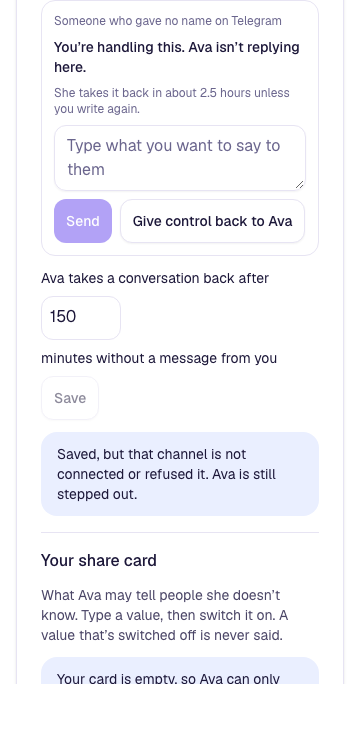 Someone who gave no name on Telegram
You’re handling this. Ava isn’t replying
here.
She takes it back in about 2.5 hours unless
you write again.
Type what you want to say to
them
Send
Give control back to Ava
Ava takes a conversation back after
150
minutes without a message from you
Save
Saved, but that channel is not
connected or refused it. Ava is still
stepped out.
Your share card
What Ava may tell people she doesn’t
know. Type a value, then switch it on. A
value that’s switched off is never said.
Your card is empty, so Ava can only